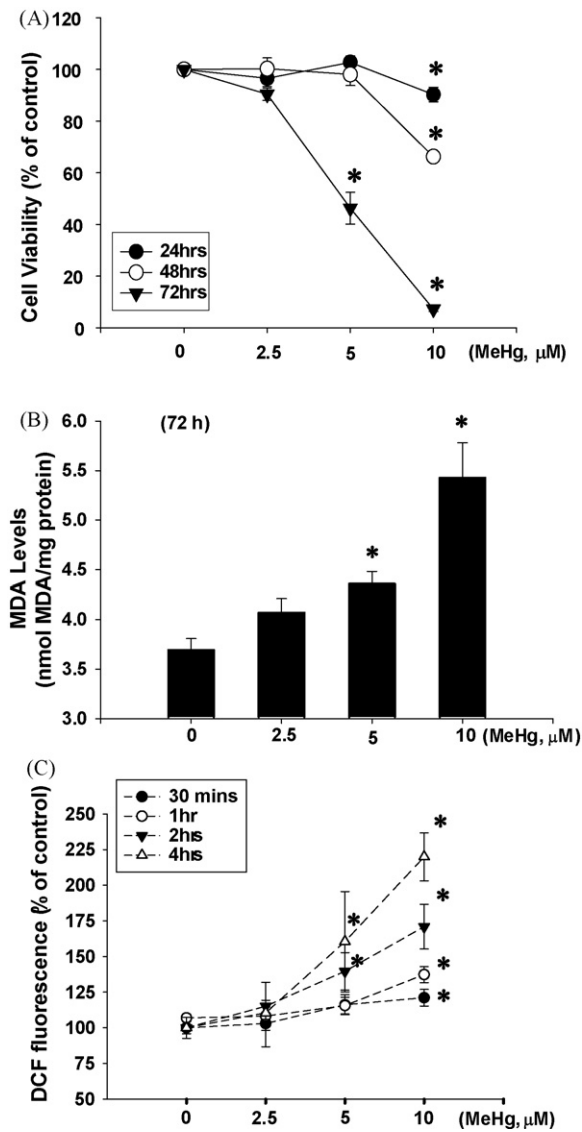 (A)
Cell Viability (% of control)
120
100
80
60
40
20
0
*
*
*
*
24hrs
48hrs
72hrs
0 2.5 5 10 (MeHg, μM)
(B)
(72 h)
MDA Levels
(nmol MDA/mg protein)
6.0
5.5
5.0
4.5
4.0
3.5
3.0
*
*
0 2.5 5 10 (MeHg, μM)
(C)
30 mins
1hr
2hrs
4hrs
DCF fluorescence (% of control)
250
225
200
175
150
125
100
75
50
*
*
*
*
*
*
0 2.5 5 10 (MeHg, μM)